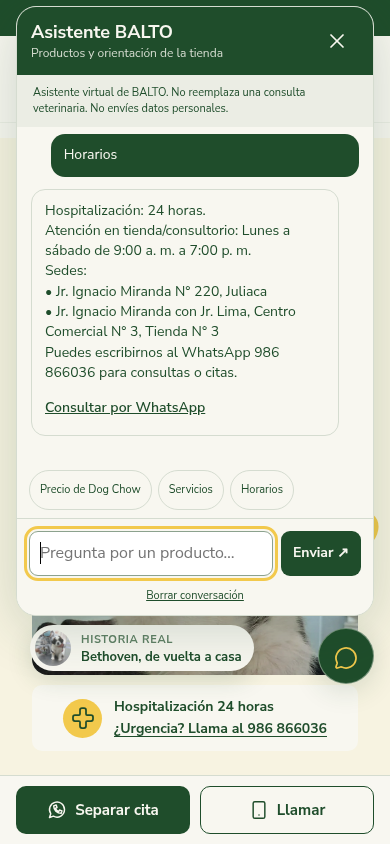 Asistente BALTO
Productos y orientación de la tienda
Asistente virtual de BALTO. No reemplaza una consulta
veterinaria. No envíes datos personales.
Horarios
Hospitalización: 24 horas.
Atención en tienda/consultorio: Lunes a
sábado de 9:00 a. m. a 7:00 p. m.
Sedes:
• Jr. Ignacio Miranda N° 220, Juliaca
• Jr. Ignacio Miranda con Jr. Lima, Centro
Comercial N° 3, Tienda N° 3
Puedes escribirnos al WhatsApp 986
866036 para consultas o citas.
Consultar por WhatsApp
Precio de Dog Chow
Servicios
Horarios
Pregunta por un producto...
Enviar ↗
Borrar conversación
HISTORIA REAL
Bethoven, de vuelta a casa
Hospitalización 24 horas
¿Urgencia? Llama al 986 866036
Separar cita
Llamar